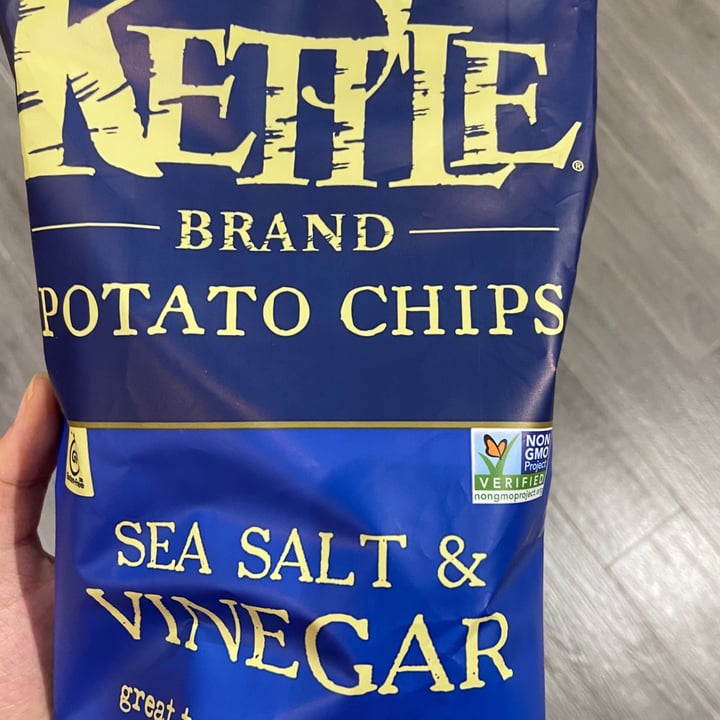 KETTLE®
BRAND
POTATO CHIPS
NON
GMO
Project
VERIFIED
nongmoproject.org
SEA SALT &
VINEGAR
great